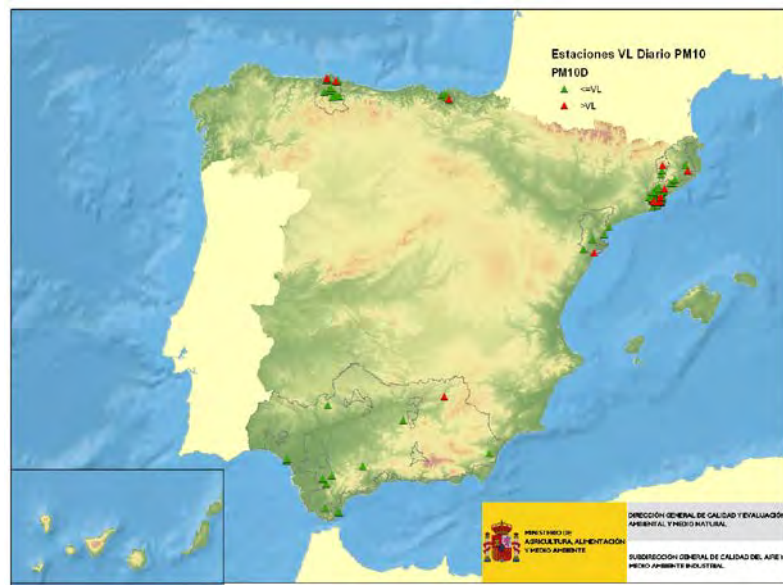 Estaciones VL Diario PM10
PM10D
<=VL
>VL
MINISTERIO DE
AGRICULTURA, ALIMENTACIÓN
Y MEDIO AMBIENTE
DIRECCIÓN GENERAL DE CALIDAD Y EVALUACIÓN
AMBIENTAL Y MEDIO NATURAL
SUBDIRECCIÓN GENERAL DE CALIDAD DEL AIRE Y
MEDIO AMBIENTE INDUSTRIAL